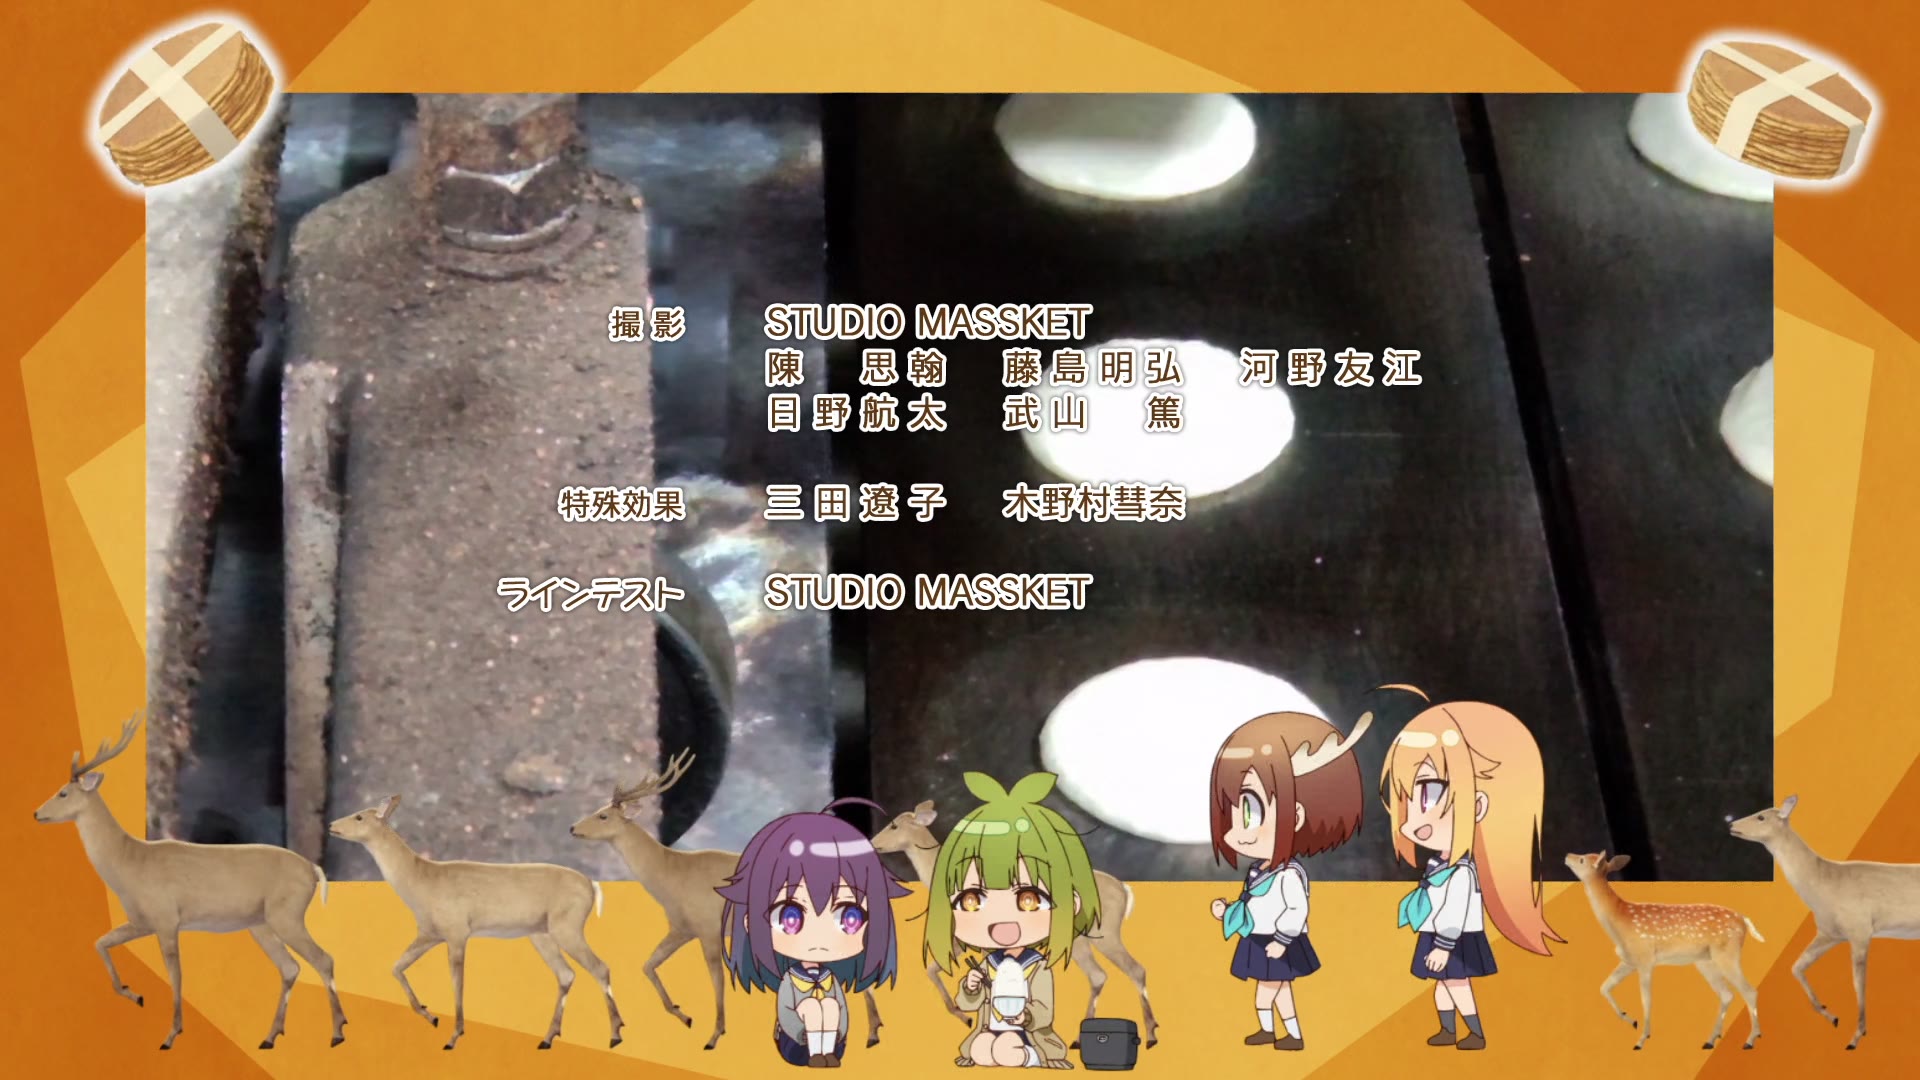 撮影 STUDIO MASSKET
陳 思翰 藤島明弘 河野友江
日野航太 武山 篤
特殊効果 三田遼子 木野村彗奈
ラインテスト STUDIO MASSKET